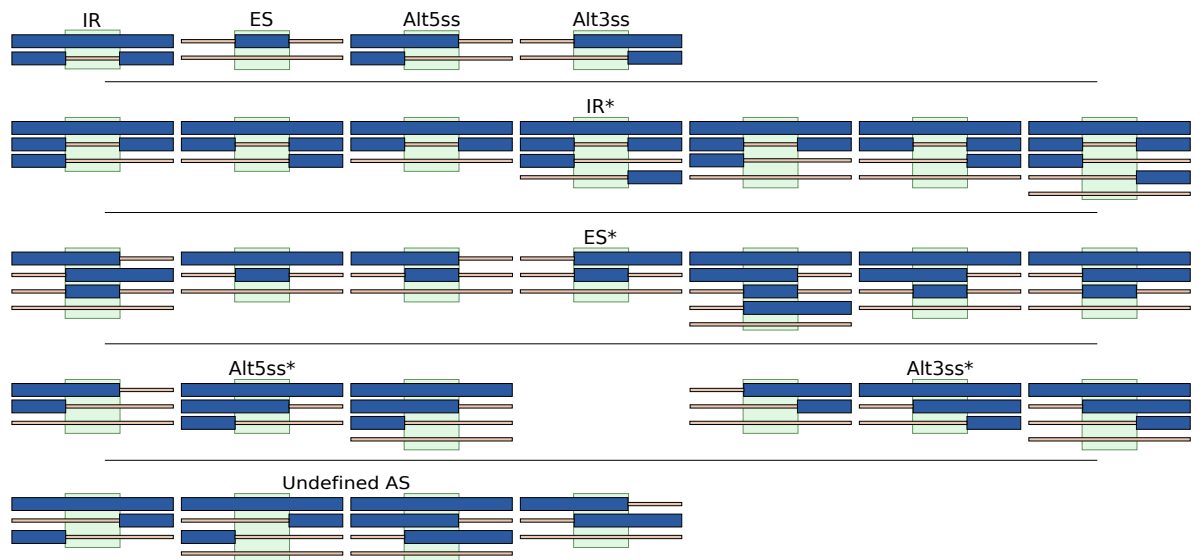 IR ES Alt5ss Alt3ss
IR*
ES*
Alt5ss* Alt3ss*
Undefined AS